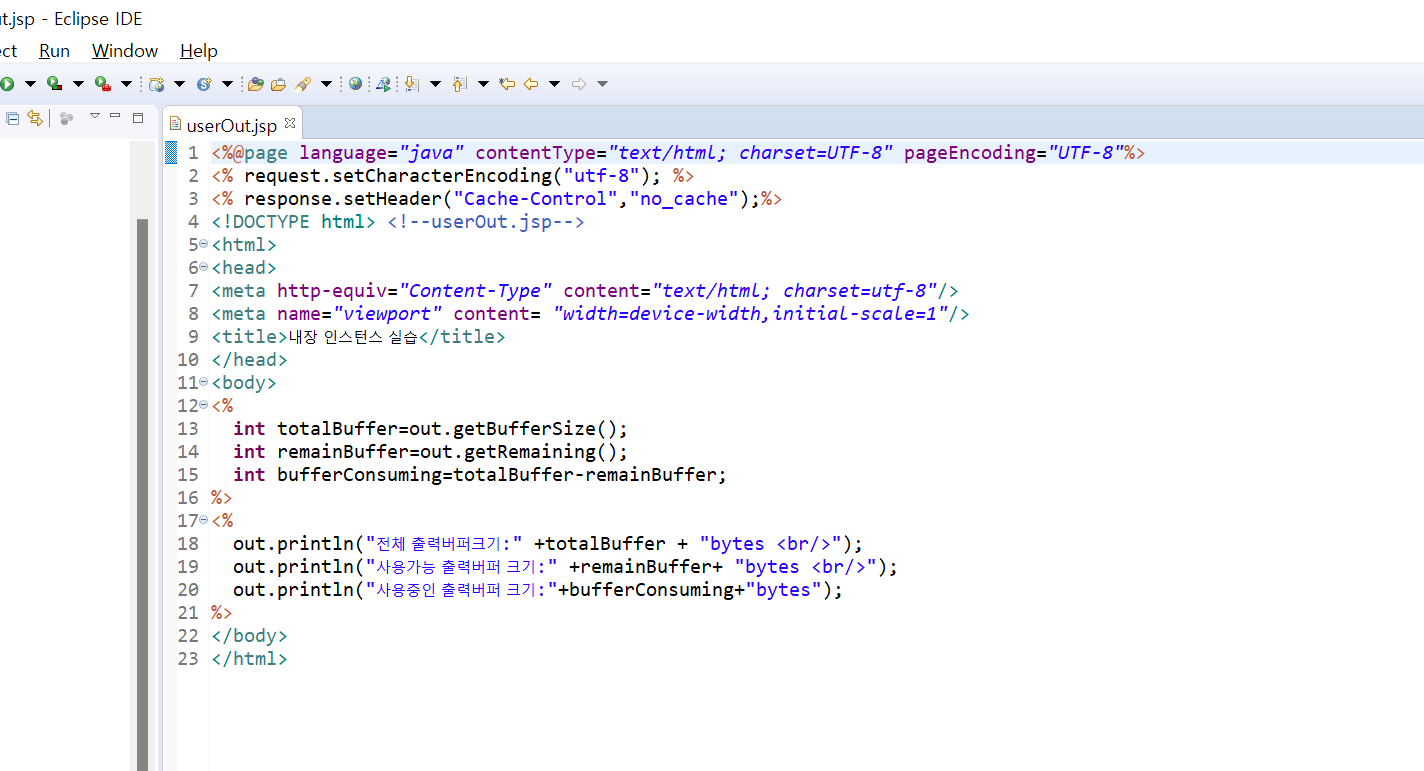 t.jsp - Eclipse IDE
ect Run Window Help
userOut.jsp
1 <%@page language="java" contentType="text/html; charset=UTF-8" pageEncoding="UTF-8"%>
2 <% request.setCharacterEncoding("utf-8"); %>
3 <% response.setHeader("Cache-Control","no_cache");%>
4 <!DOCTYPE html> <!--userOut.jsp-->
5 <html>
6 <head>
7 <meta http-equiv="Content-Type" content="text/html; charset=utf-8"/>
8 <meta name="viewport" content= "width=device-width,initial-scale=1"/>
9 <title>내장 인스턴스 실습</title>
10 </head>
11 <body>
12 <%
13 int totalBuffer=out.getBufferSize();
14 int remainBuffer=out.getRemaining();
15 int bufferConsuming=totalBuffer-remainBuffer;
16 %>
17 <%
18 out.println("전체 출력버퍼크기:" +totalBuffer + "bytes <br/>");
19 out.println("사용가능 출력버퍼 크기:" +remainBuffer+ "bytes <br/>");
20 out.println("사용중인 출력버퍼 크기:"+bufferConsuming+"bytes");
21 %>
22 </body>
23 </html>